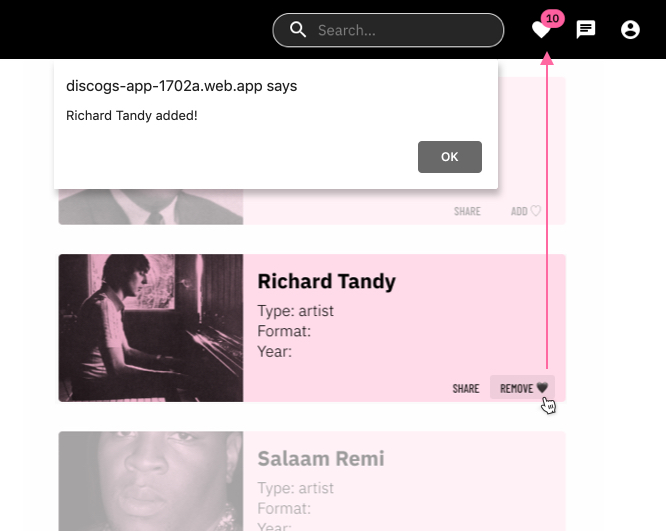 Search...
10
discogs-app-1702a.web.app says
Richard Tandy added!
OK
SHARE
ADD
Richard Tandy
Type: artist
Format:
Year:
SHARE
REMOVE
Salaam Remi
Type: artist
Format:
Year: